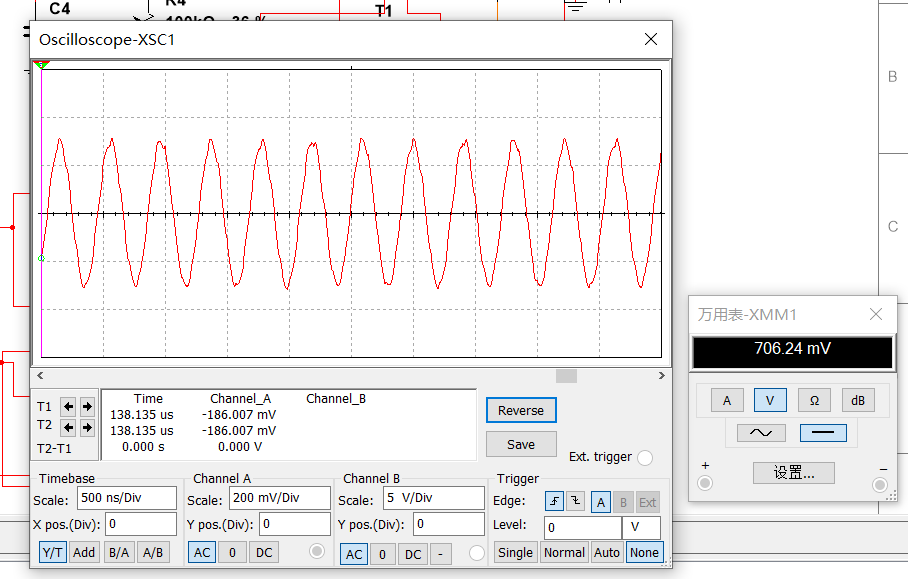 C4
R4
100kΩ 36 %
T1
Oscilloscope-XSC1
B
C
万用表-XMM1
706.24 mV
A V Ω dB
+ −
设置...
Time Channel_A Channel_B
T1 138.135 us -186.007 mV
T2 138.135 us -186.007 mV
T2-T1 0.000 s 0.000 V
Reverse
Save
Ext. trigger
Timebase
Scale: 500 ns/Div
X pos.(Div): 0
Y/T Add B/A A/B
Channel A
Scale: 200 mV/Div
Y pos.(Div): 0
AC 0 DC
Channel B
Scale: 5 V/Div
Y pos.(Div): 0
AC 0 DC -
Trigger
Edge: A B Ext
Level: 0 V
Single Normal Auto None